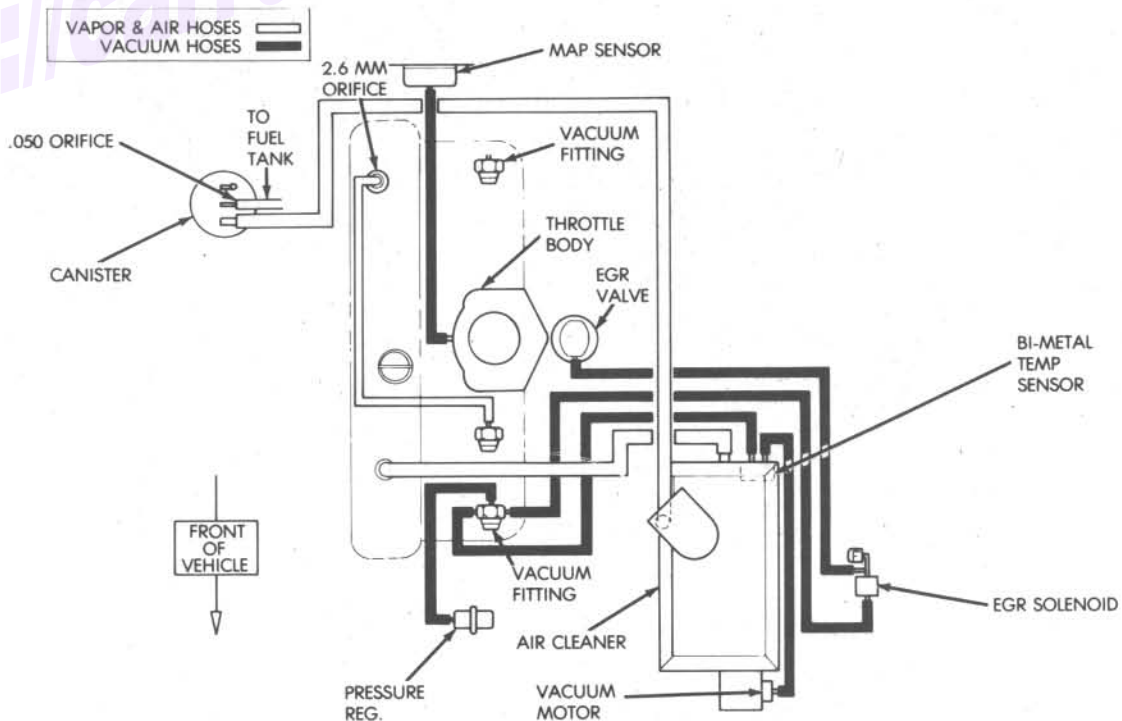 VAPOR & AIR HOSES
VACUUM HOSES
MAP SENSOR
2.6 MM
ORIFICE
TO
FUEL
TANK
.050 ORIFICE
VACUUM
FITTING
CANISTER
THROTTLE
BODY
EGR
VALVE
BI-METAL
TEMP
SENSOR
FRONT
OF
VEHICLE
VACUUM
FITTING
EGR SOLENOID
AIR CLEANER
PRESSURE
REG.
VACUUM
MOTOR